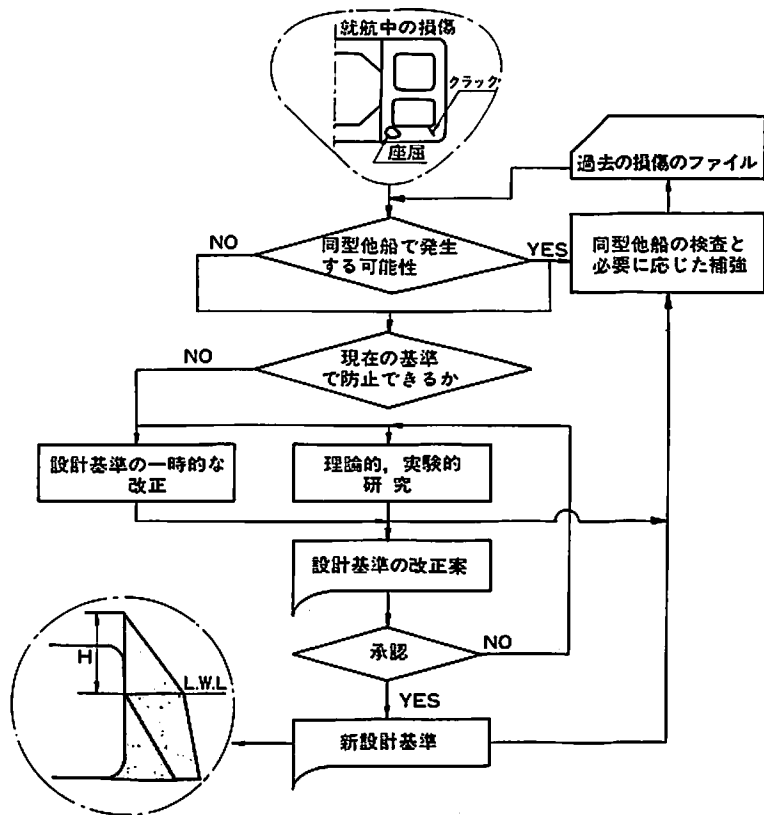 就航中の損傷
クラック
座屈
過去の損傷のファイル
NO
同型他船で発生
する可能性
YES
同型他船の検査と
必要に応じた補強
NO
現在の基準
で防止できるか
設計基準の一時的な
改正
理論的，実験的
研 究
設計基準の改正案
H
L.W.L
承認
NO
YES
新設計基準